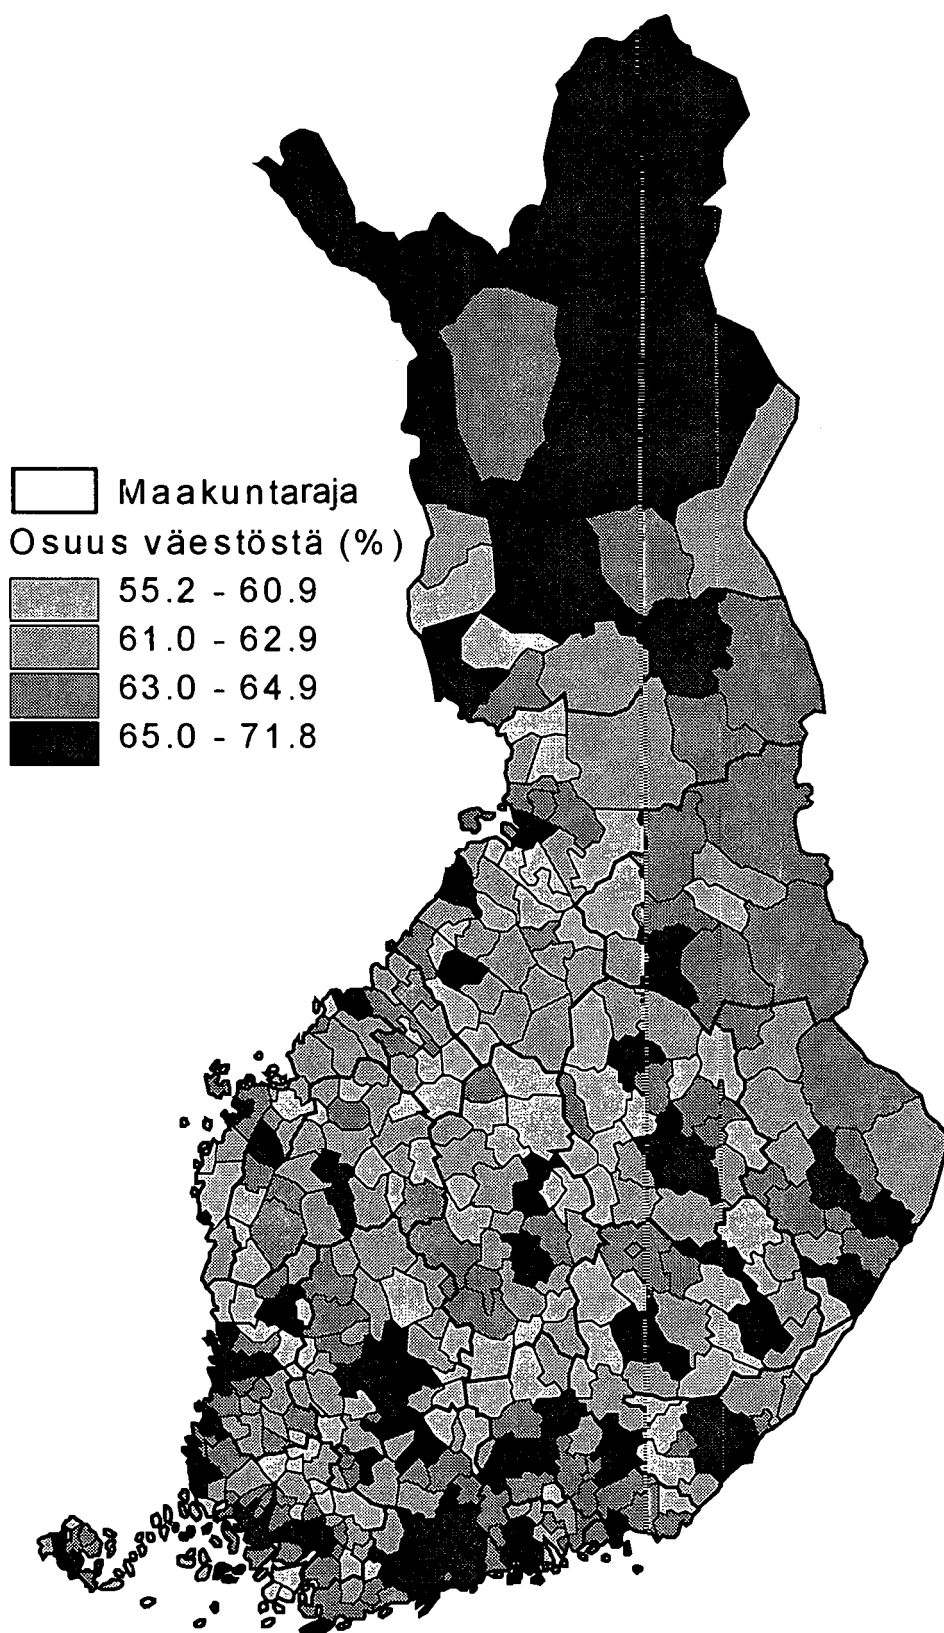 Maakuntaraja
Osuus väestöstä (%)
55.2 - 60.9
61.0 - 62.9
63.0 - 64.9
65.0 - 71.8